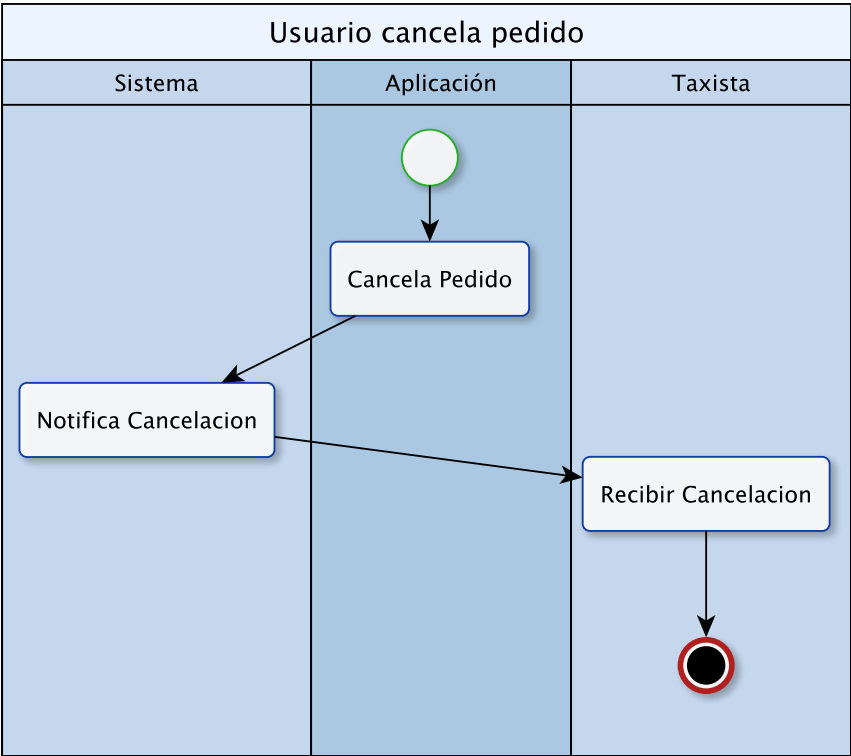 Usuario cancela pedido
Sistema
Aplicación
Taxista
Cancela Pedido
Notifica Cancelacion
Recibir Cancelacion